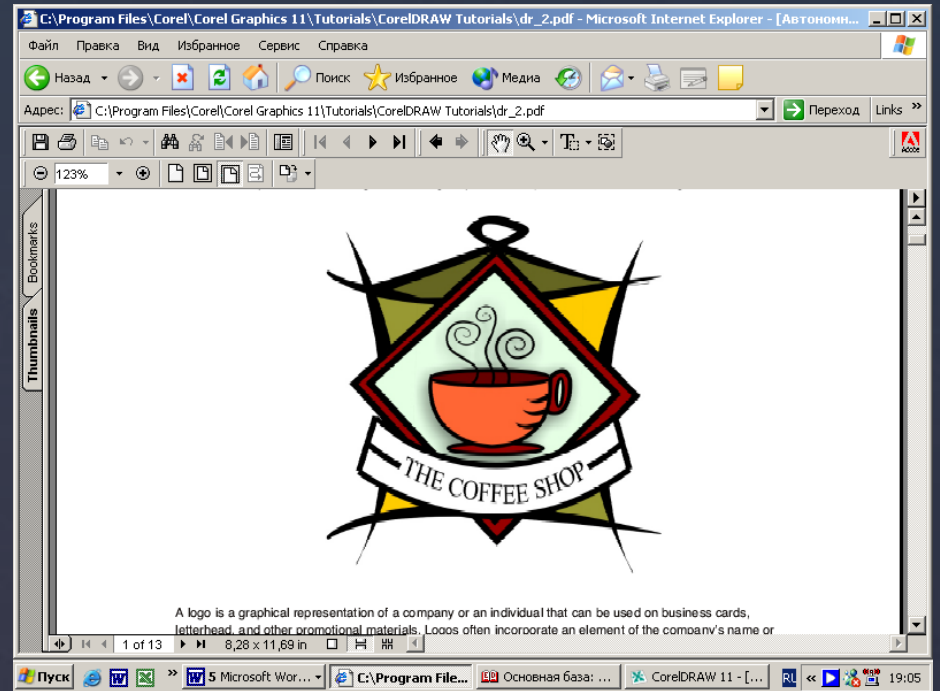 C:\Program Files\Corel\Corel Graphics 11\Tutorials\CorelDRAW Tutorials\dr_2.pdf - Microsoft Internet Explorer - [Автономн...
Файл Правка Вид Избранное Сервис Справка
Назад Поиск Избранное Медиа
Адрес: C:\Program Files\Corel\Corel Graphics 11\Tutorials\CorelDRAW Tutorials\dr_2.pdf Переход Links »
Adobe
123%
Bookmarks
Thumbnails
THE COFFEE SHOP
A logo is a graphical representation of a company or an individual that can be used on business cards,
letterhead, and other promotional materials. Logos often incorporate an element of the company's name or
1 of 13 8,28 x 11,69 in
Пуск » 5 Microsoft Wor... C:\Program File... Основная база: ... CorelDRAW 11 - [... RU « 19:05